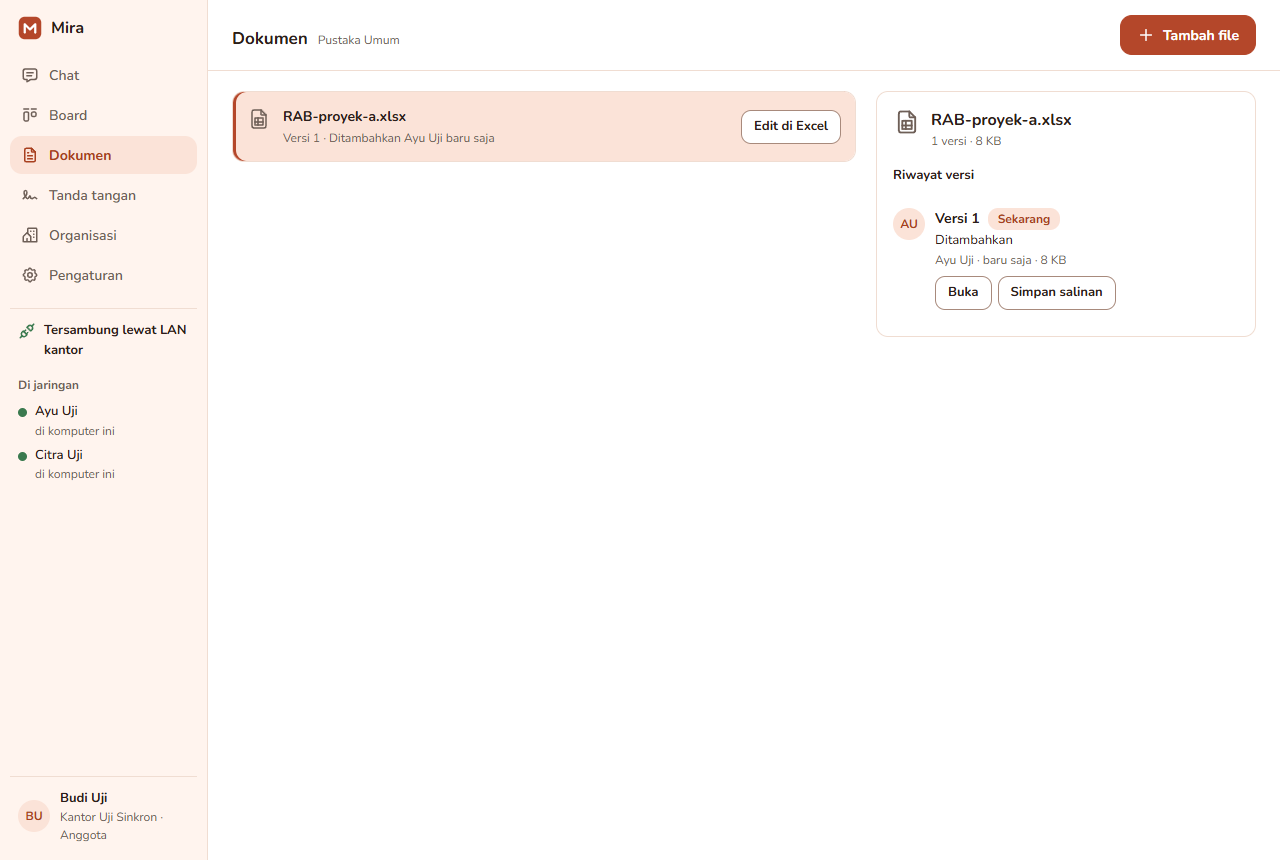 Mira
Chat
Board
Dokumen
Tanda tangan
Organisasi
Pengaturan
Tersambung lewat LAN
kantor
Di jaringan
Ayu Uji
di komputer ini
Citra Uji
di komputer ini
BU
Budi Uji
Kantor Uji Sinkron ·
Anggota
Dokumen Pustaka Umum
Tambah file
RAB-proyek-a.xlsx
Versi 1 · Ditambahkan Ayu Uji baru saja
Edit di Excel
RAB-proyek-a.xlsx
1 versi · 8 KB
Riwayat versi
AU
Versi 1 Sekarang
Ditambahkan
Ayu Uji · baru saja · 8 KB
Buka Simpan salinan